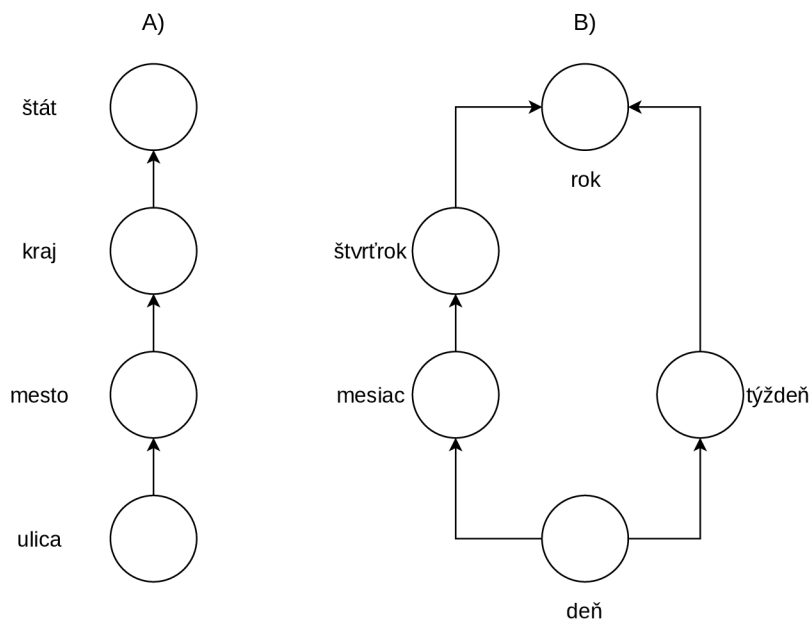 A)
štát
kraj
mesto
ulica
B)
rok
štvrťrok
mesiac
týždeň
deň